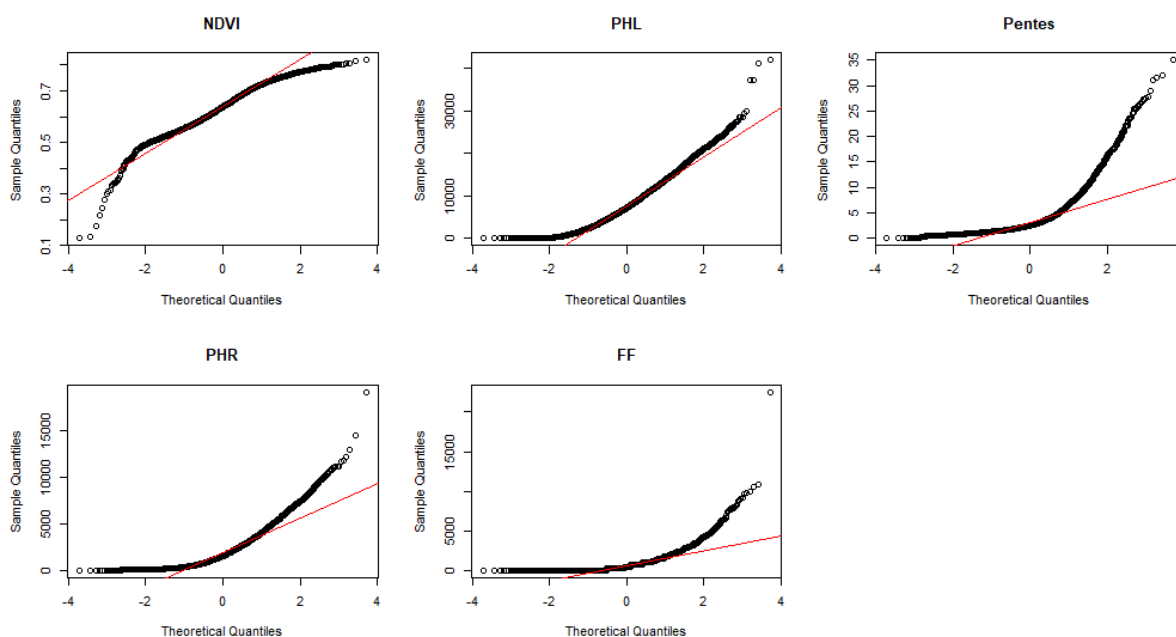 NDVI
Sample Quantiles
0.1 0.3 0.5 0.7
-4 -2 0 2 4
Theoretical Quantiles
PHL
Sample Quantiles
0 10000 30000
-4 -2 0 2 4
Theoretical Quantiles
Pentes
Sample Quantiles
0 5 10 15 20 25 30 35
-4 -2 0 2
Theoretical Quantiles
PHR
Sample Quantiles
0 5000 10000 15000
-4 -2 0 2 4
Theoretical Quantiles
FF
Sample Quantiles
0 5000 15000
-4 -2 0 2 4
Theoretical Quantiles